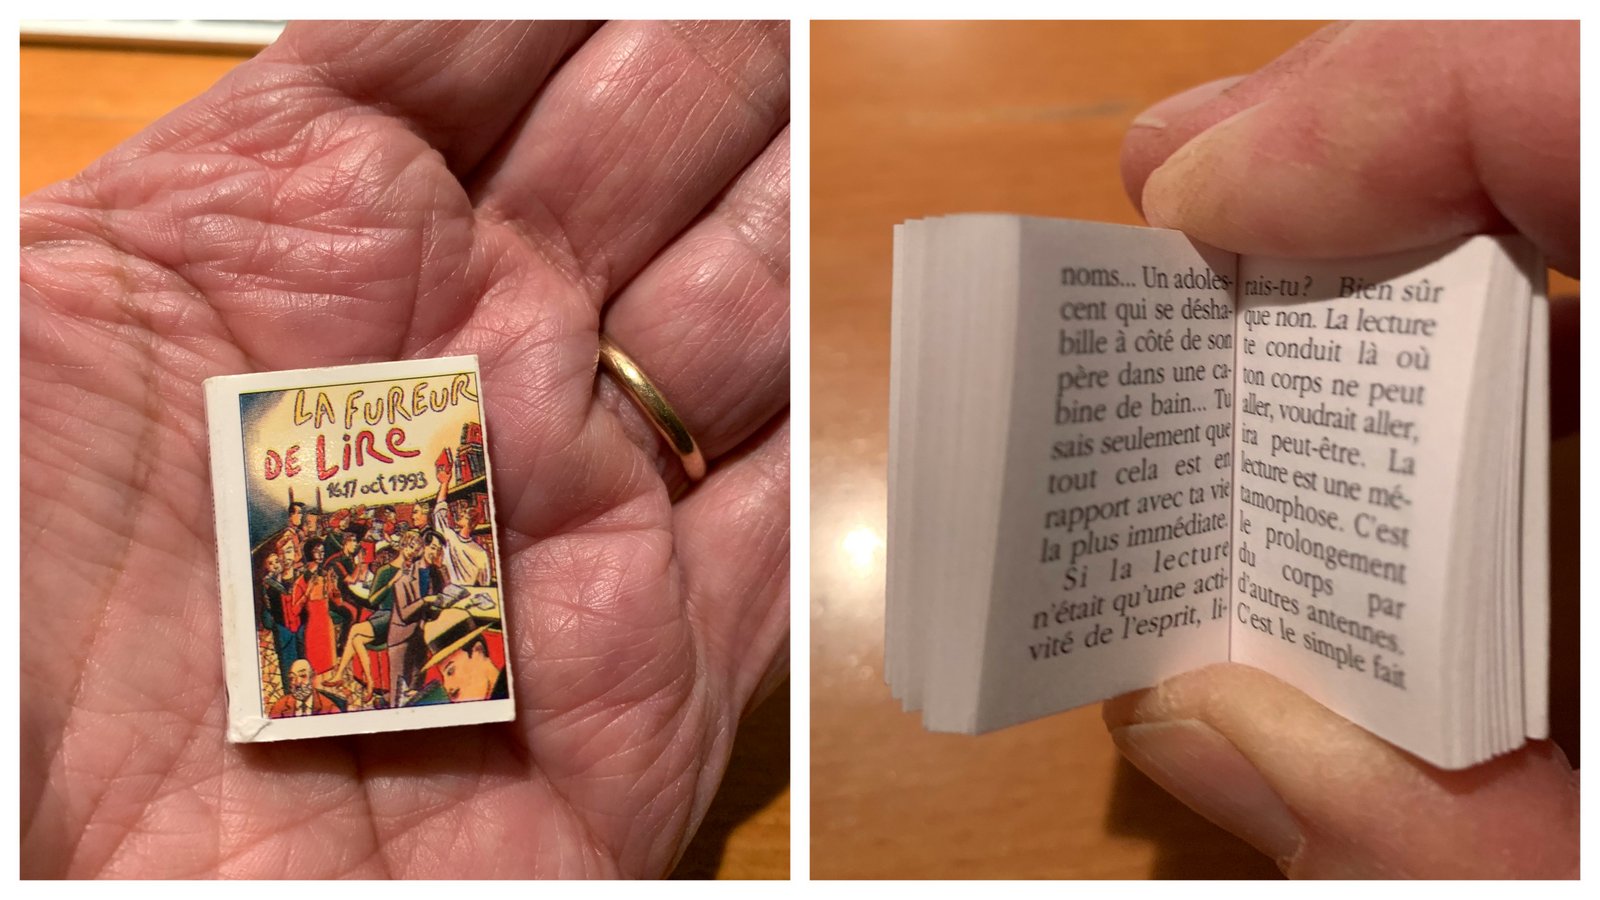 LA FUREUR
DE LiRe
16.17 oct 1993
noms... Un adoles-
cent qui se désha-
bille à côté de son
père dans une ca-
bine de bain... Tu
sais seulement que
tout cela est en
rapport avec ta vie
la plus immédiate.
Si la lecture
n'était qu'une acti-
vité de l'esprit, li-
rais-tu? Bien sûr
que non. La lecture
te conduit là où
ton corps ne peut
aller, voudrait aller,
ira peut-être. La
lecture est une mé-
tamorphose. C'est
le prolongement
du corps par
d'autres antennes.
C'est le simple fait